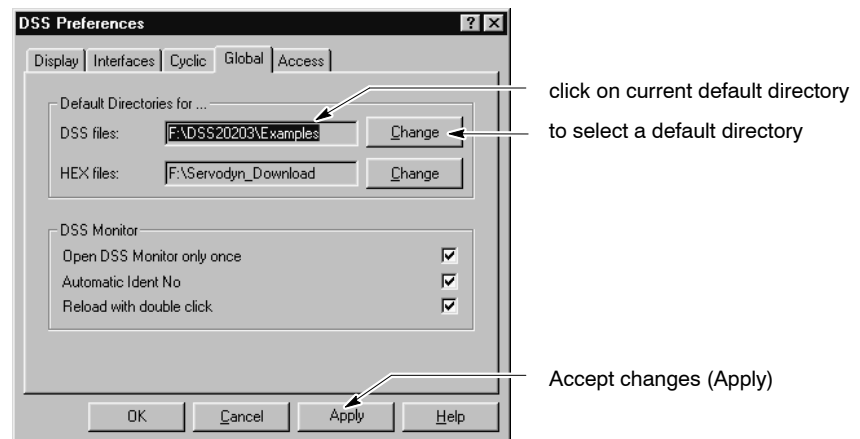 DSS Preferences
Display Interfaces Cyclic Global Access
Default Directories for ...
DSS files: F:\DSS20203\Examples Change
HEX files: F:\Servodyn_Download Change
DSS Monitor
Open DSS Monitor only once
Automatic Ident No
Reload with double click
OK Cancel Apply Help
click on current default directory
to select a default directory
Accept changes (Apply)